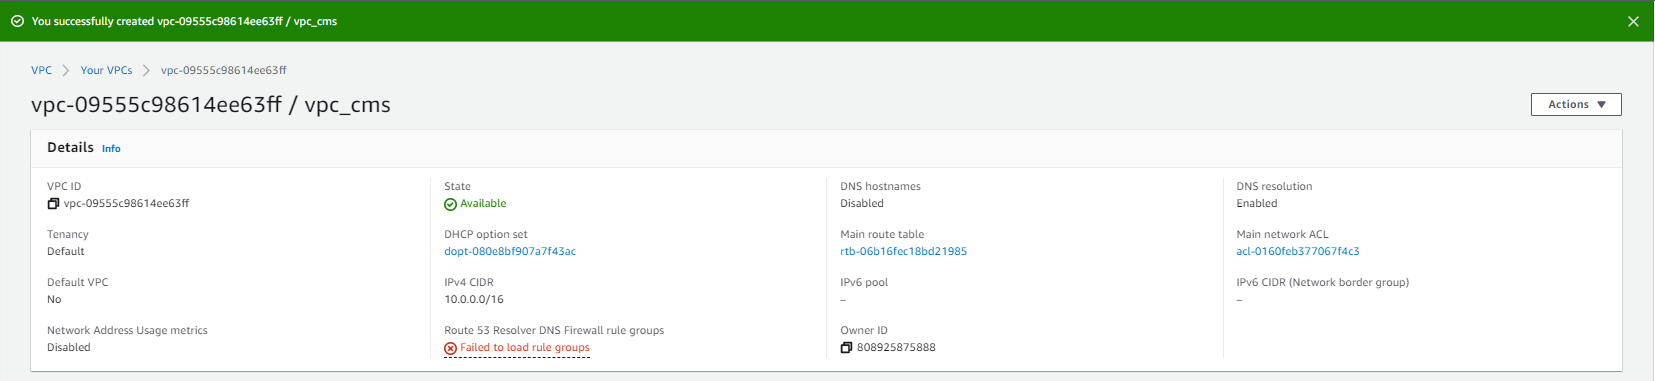 You successfully created vpc-09555c98614ee63ff / vpc_cms
VPC
Your VPCs
vpc-09555c98614ee63ff
vpc-09555c98614ee63ff / vpc_cms
Actions
Details Info
VPC ID
vpc-09555c98614ee63ff
State
Available
DNS hostnames
Disabled
DNS resolution
Enabled
Tenancy
Default
DHCP option set
dopt-080e8bf907a7f43ac
Main route table
rtb-06b16fec18bd21985
Main network ACL
acl-0160feb377067f4c3
Default VPC
No
IPv4 CIDR
10.0.0.0/16
IPv6 pool
–
IPv6 CIDR (Network border group)
–
Network Address Usage metrics
Disabled
Route 53 Resolver DNS Firewall rule groups
Failed to load rule groups
Owner ID
808925875888